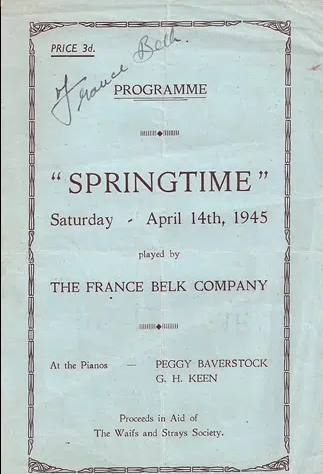 PRICE 3d.
France Belk.
PROGRAMME
“ SPRINGTIME ”
Saturday - April 14th, 1945
played by
THE FRANCE BELK COMPANY
At the Pianos — PEGGY BAVERSTOCK
G. H. KEEN
Proceeds in Aid of
The Waifs and Strays Society.